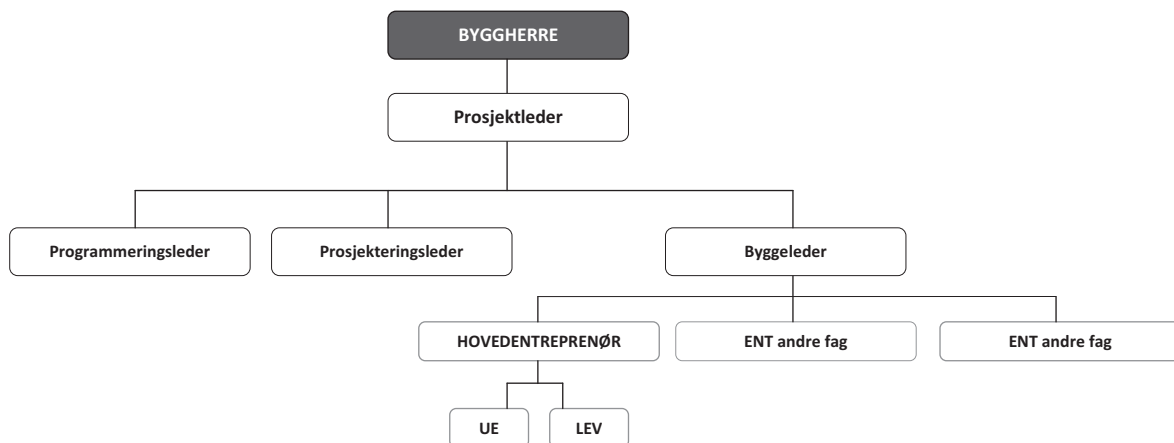 BYGGHERRE
Prosjektleder
Programmeringsleder
Prosjekteringsleder
Byggeleder
HOVEDENTREPRENØR
ENT andre fag
ENT andre fag
UE
LEV